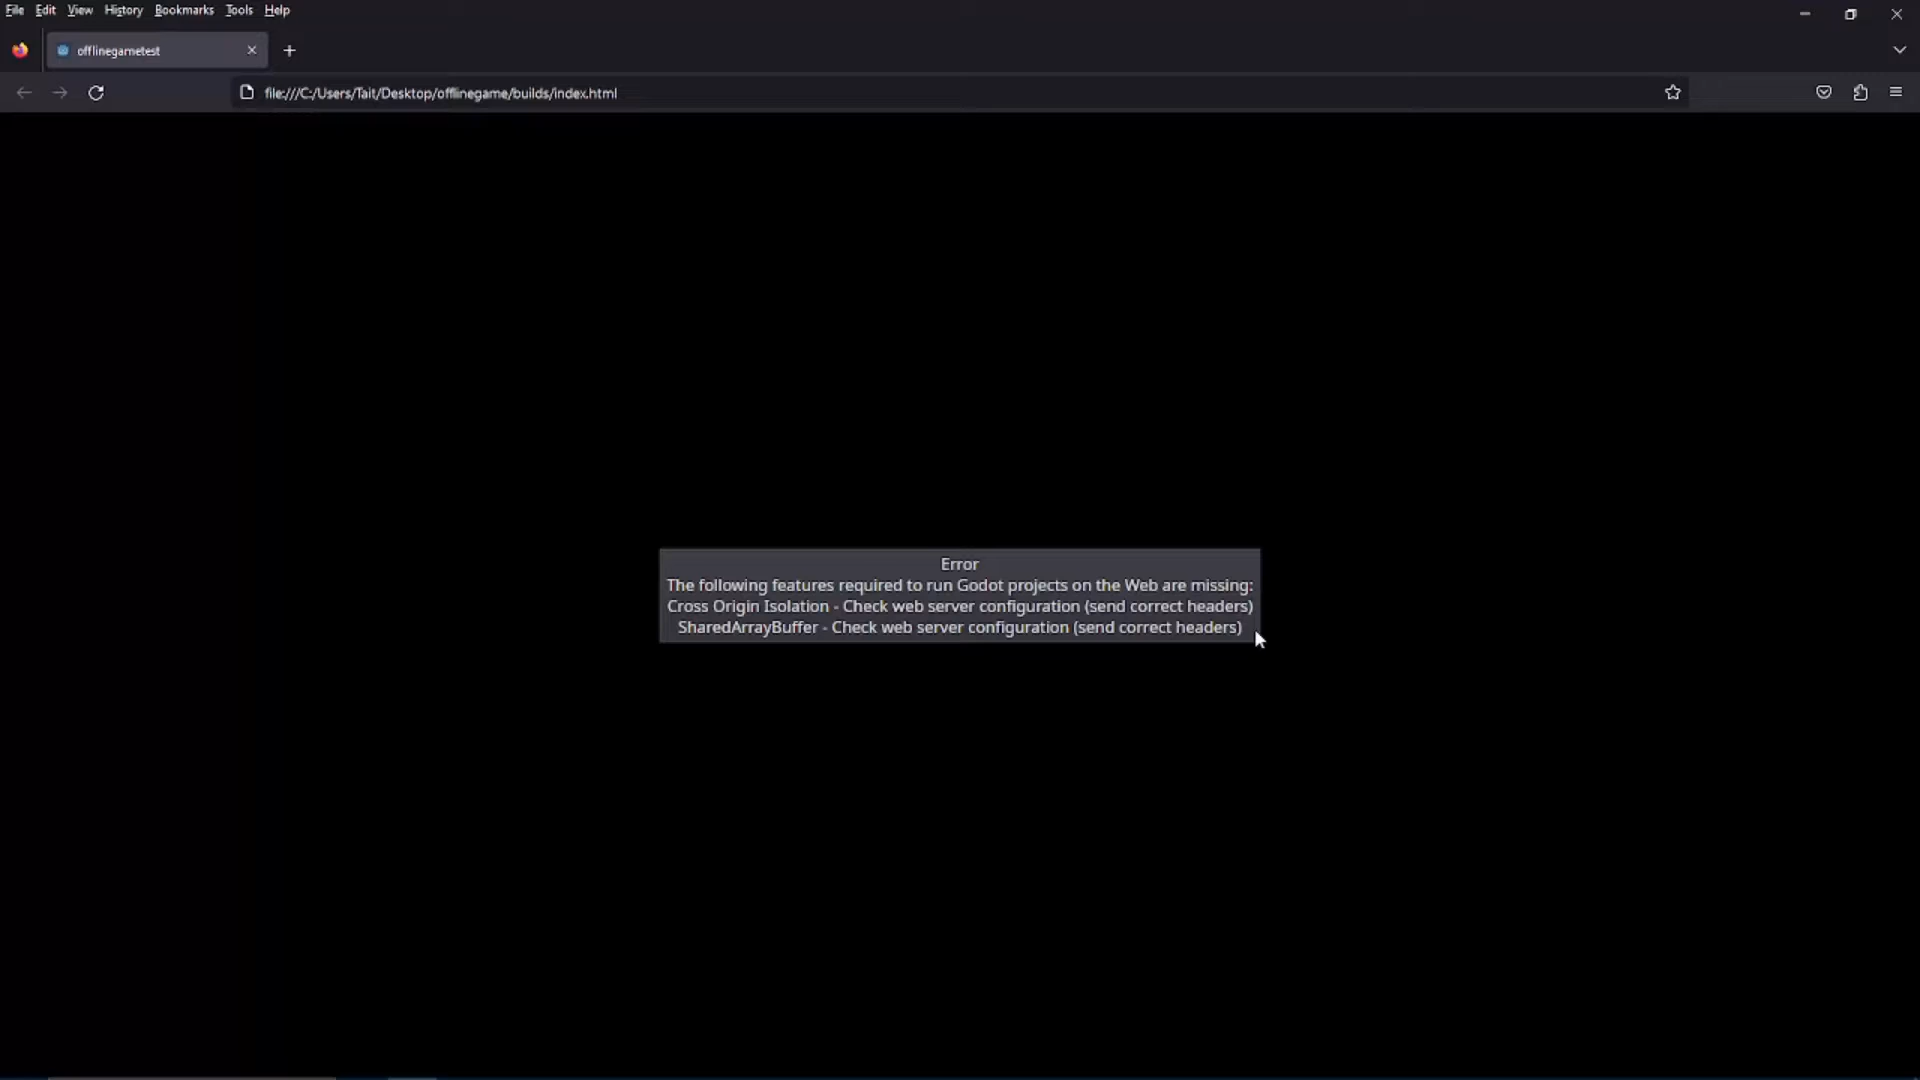 File Edit View History Bookmarks Tools Help
offlinegametest
file:///C:/Users/Tait/Desktop/offlinegame/builds/index.html
Error
The following features required to run Godot projects on the Web are missing:
Cross Origin Isolation - Check web server configuration (send correct headers)
SharedArrayBuffer - Check web server configuration (send correct headers)